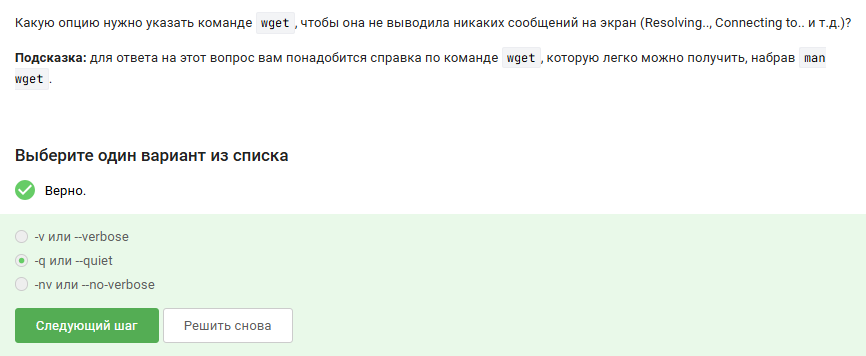 Какую опцию нужно указать команде wget, чтобы она не выводила никаких сообщений на экран (Resolving.., Connecting to.. и т.д.)?
Подсказка: для ответа на этот вопрос вам понадобится справка по команде wget, которую легко можно получить, набрав man
wget.
Выберите один вариант из списка
Верно.
-v или --verbose
-q или --quiet
-nv или --no-verbose
Следующий шаг Решить снова